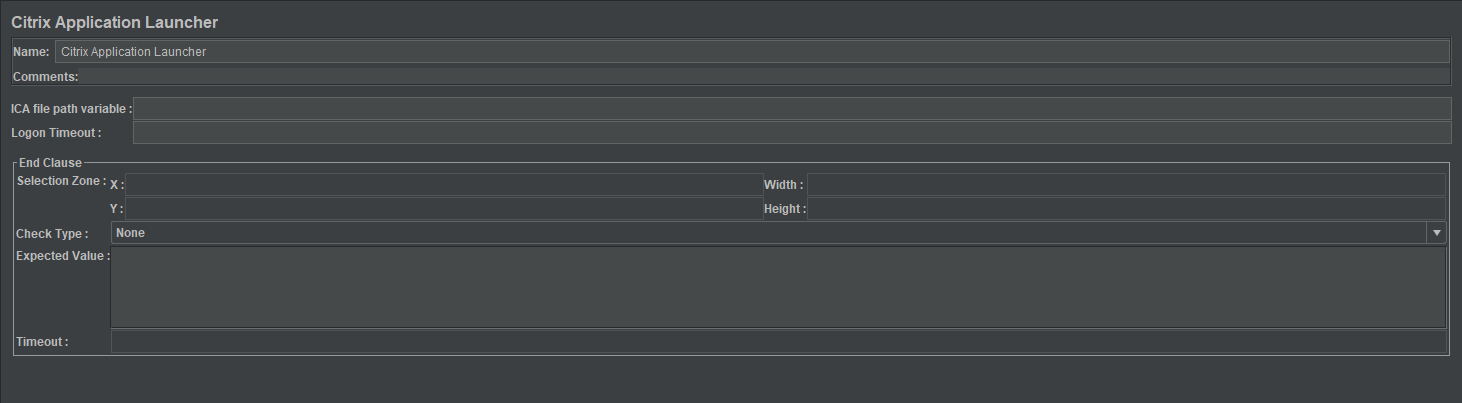 Citrix Application Launcher
Name: Citrix Application Launcher
Comments:
ICA file path variable :
Logon Timeout :
End Clause
Selection Zone : X : Width :
Y : Height :
Check Type : None
Expected Value :
Timeout :